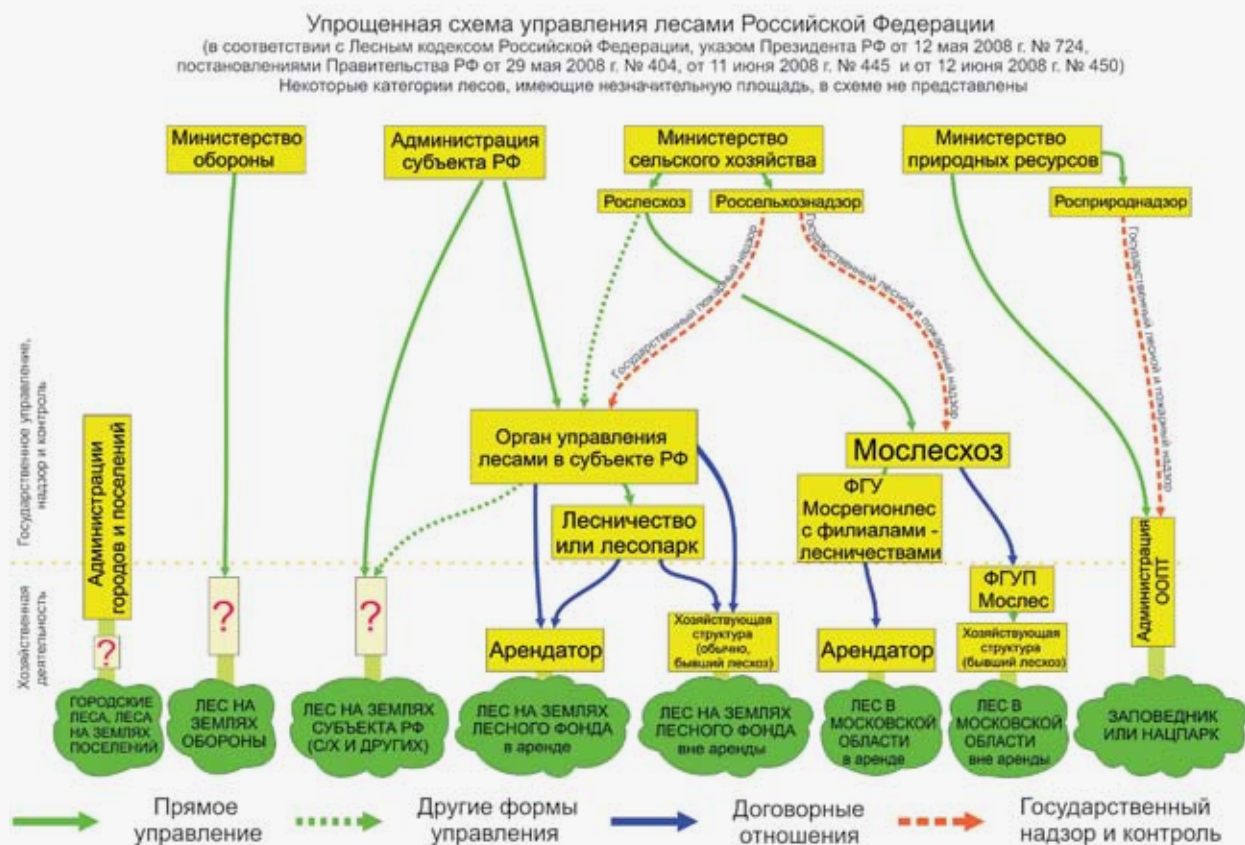 Упрощенная схема управления лесами Российской Федерации
(в соответствии с Лесным кодексом Российской Федерации, указом Президента РФ от 12 мая 2008 г. № 724,
постановлениями Правительства РФ от 29 мая 2008 г. № 404, от 11 июня 2008 г. № 445 и от 12 июня 2008 г. № 450)
Некоторые категории лесов, имеющие незначительную площадь, в схеме не представлены
Министерство
обороны
Администрация
субъекта РФ
Министерство
сельского хозяйства
Министерство
природных ресурсов
Рослесхоз
Россельхознадзор
Росприроднадзор
Государственный пожарный надзор
Государственный лесной и пожарный надзор
Государственный лесной и пожарный надзор
Государственное управление,
надзор и контроль
Хозяйственная
деятельность
Администрации
городов и поселений
Орган управления
лесами в субъекте РФ
Мослесхоз
Лесничество
или лесопарк
ФГУ
Мосрегионлес
с филиалами -
лесничествами
ФГУП
Мослес
Администрация
ООПТ
?
?
?
Арендатор
Хозяйствующая
структура
(обычно,
бывший лесхоз)
Арендатор
Хозяйствующая
структура
(бывший лесхоз)
ГОРОДСКИЕ
ЛЕСА, ЛЕСА
НА ЗЕМЛЯХ
ПОСЕЛЕНИЙ
ЛЕС НА
ЗЕМЛЯХ
ОБОРОНЫ
ЛЕС НА ЗЕМЛЯХ
СУБЪЕКТА РФ
(С/Х И ДРУГИХ)
ЛЕС НА ЗЕМЛЯХ
ЛЕСНОГО ФОНДА
в аренде
ЛЕС НА ЗЕМЛЯХ
ЛЕСНОГО ФОНДА
вне аренды
ЛЕС В
МОСКОВСКОЙ
ОБЛАСТИ
в аренде
ЛЕС В
МОСКОВСКОЙ
ОБЛАСТИ
вне аренды
ЗАПОВЕДНИК
ИЛИ НАЦПАРК
Прямое
управление
Другие формы
управления
Договорные
отношения
Государственный
надзор и контроль